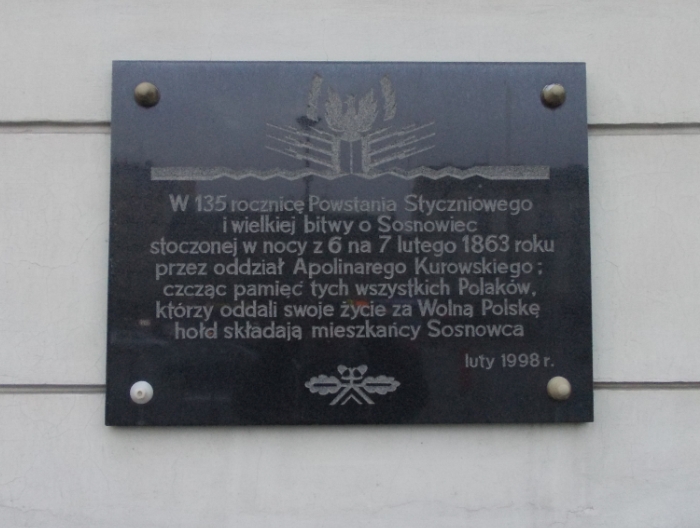 W 135 rocznicę Powstania Styczniowego
i wielkiej bitwy o Sosnowiec
stoczonej w nocy z 6 na 7 lutego 1863 roku
przez oddział Apolinarego Kurowskiego;
czcząc pamięć tych wszystkich Polaków,
którzy oddali swoje życie za Wolną Polskę
hołd składają mieszkańcy Sosnowca
luty 1998 r.